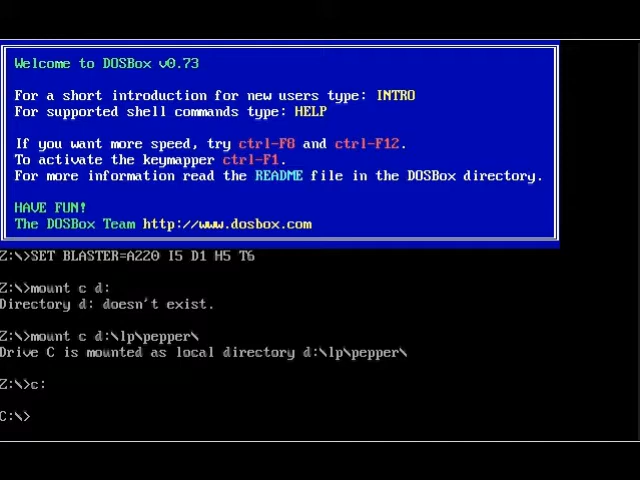 Welcome to DOSBox v0.73
For a short introduction for new users type: INTRO
For supported shell commands type: HELP
If you want more speed, try ctrl-F8 and ctrl-F12.
To activate the keymapper ctrl-F1.
For more information read the README file in the DOSBox directory.
HAVE FUN!
The DOSBox Team http://www.dosbox.com
Z:\>SET BLASTER=A220 I5 D1 H5 T6
Z:\>mount c d:
Directory d: doesn't exist.
Z:\>mount c d:\lp\pepper\
Drive C is mounted as local directory d:\lp\pepper\
Z:\>c:
C:\>